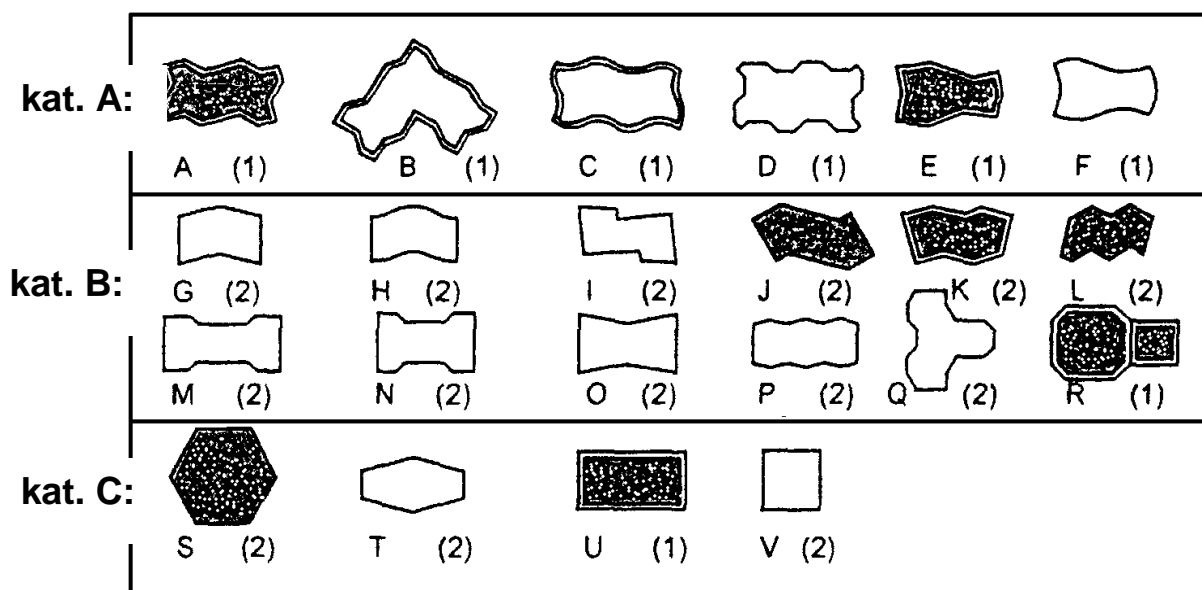 kat. A:
A (1) B (1) C (1) D (1) E (1) F (1)
kat. B:
G (2) H (2) I (2) J (2) K (2) L (2)
M (2) N (2) O (2) P (2) Q (2) R (1)
kat. C:
S (2) T (2) U (1) V (2)